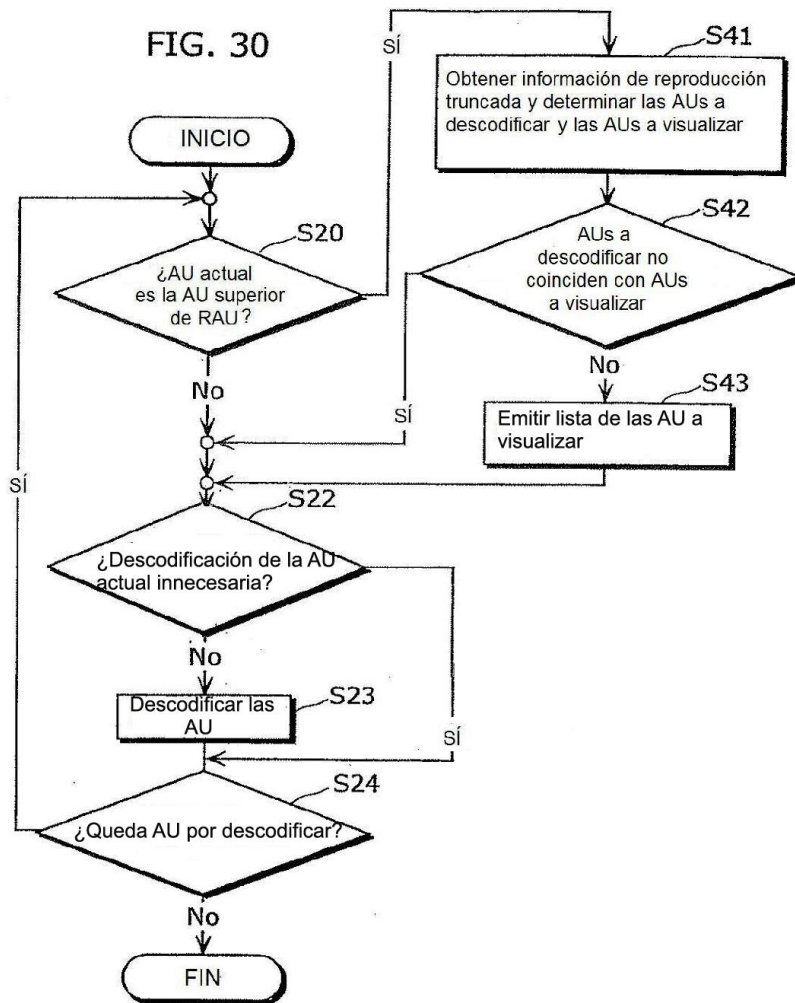 FIG. 30
INICIO
S20
¿AU actual
es la AU superior
de RAU?
SÍ
No
S41
Obtener información de reproducción
truncada y determinar las AUs a
descodificar y las AUs a visualizar
S42
AUs a
descodificar no
coinciden con AUs
a visualizar
SÍ
No
S43
Emitir lista de las AU a
visualizar
S22
¿Descodificación de la AU
actual innecesaria?
SÍ
No
S23
Descodificar las
AU
S24
¿Queda AU por descodificar?
SÍ
No
FIN